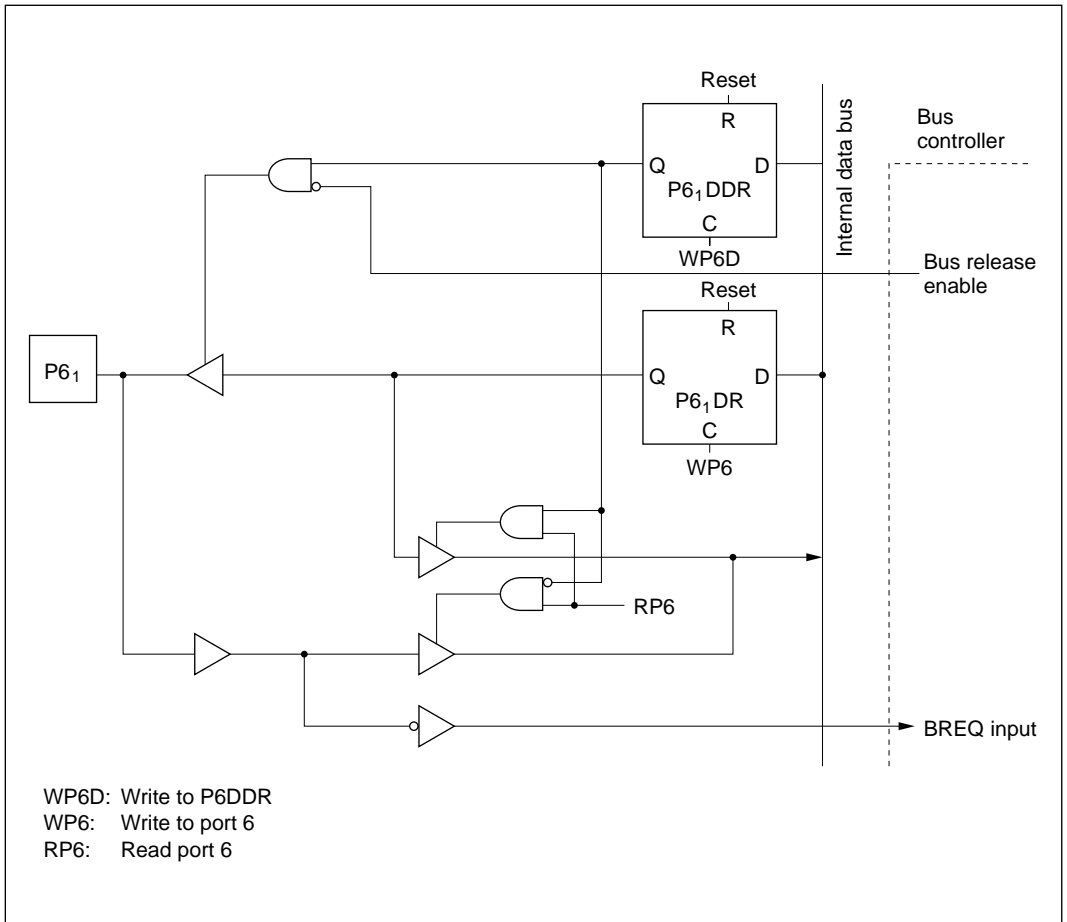 Reset
R
Q
D
P6₁DDR
C
WP6D
Internal data bus
Bus
controller
Bus release
enable
Reset
R
Q
D
P6₁DR
C
WP6
P6₁
RP6
BREQ input
WP6D: Write to P6DDR
WP6: Write to port 6
RP6: Read port 6